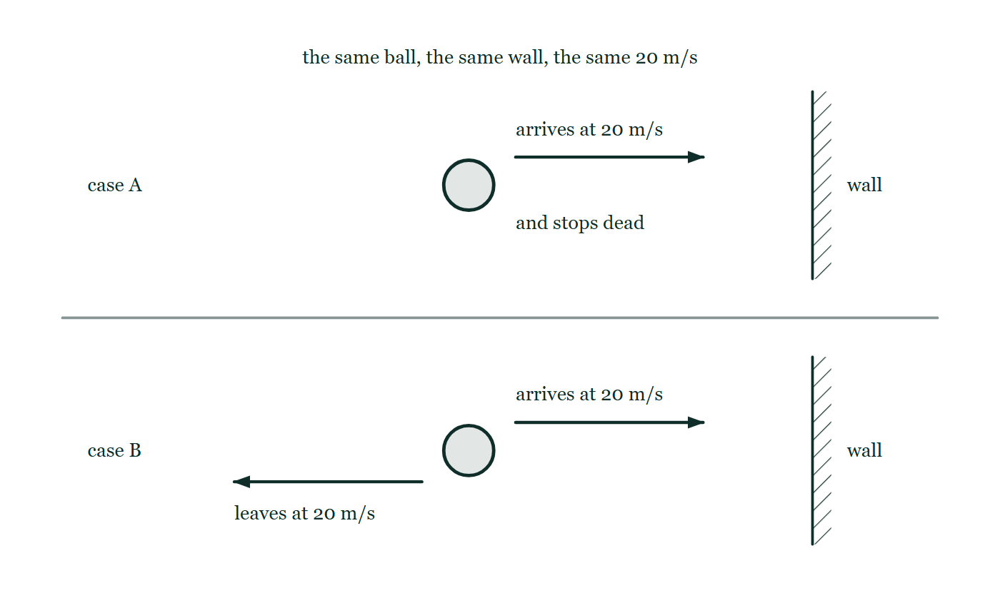 the same ball, the same wall, the same 20 m/s
arrives at 20 m/s
case A
wall
and stops dead
arrives at 20 m/s
case B
wall
leaves at 20 m/s